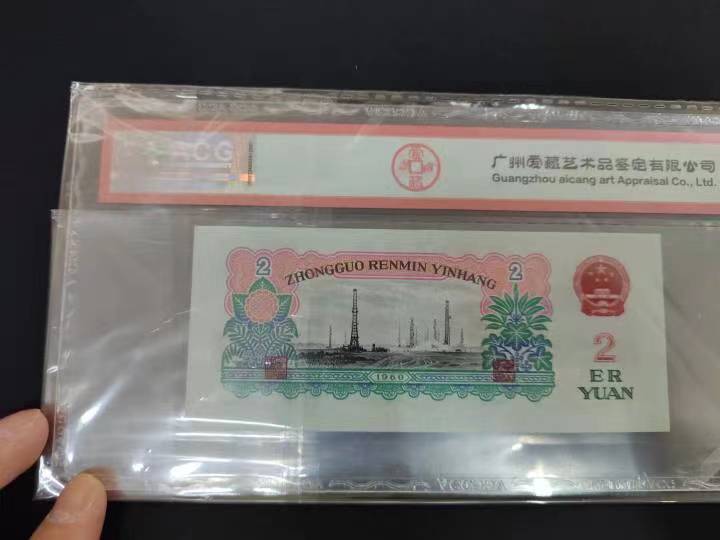 ACG
广州爱藏艺术品鉴定有限公司
Guangzhou aicang art Appraisal Co., Ltd.
2
ZHONGGUO RENMIN YINHANG
2
1960
2
ER
YUAN